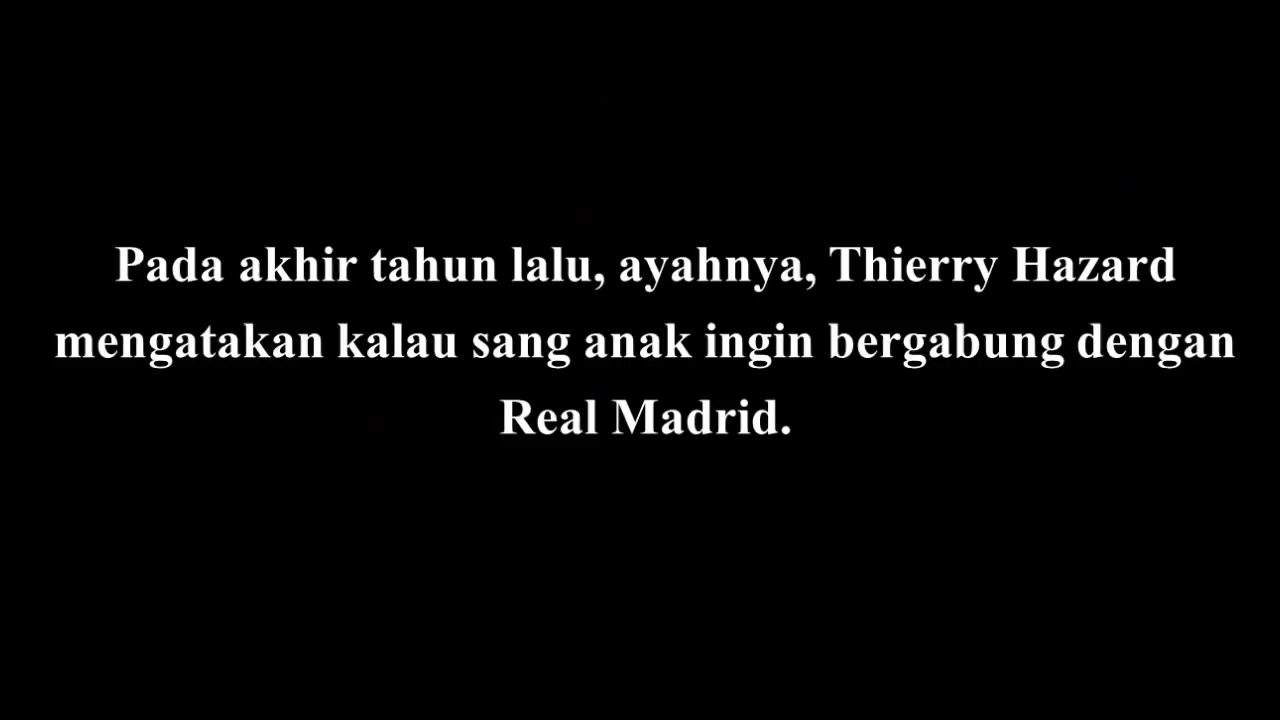 Pada akhir tahun lalu, ayahnya, Thierry Hazard
mengatakan kalau sang anak ingin bergabung dengan
Real Madrid.